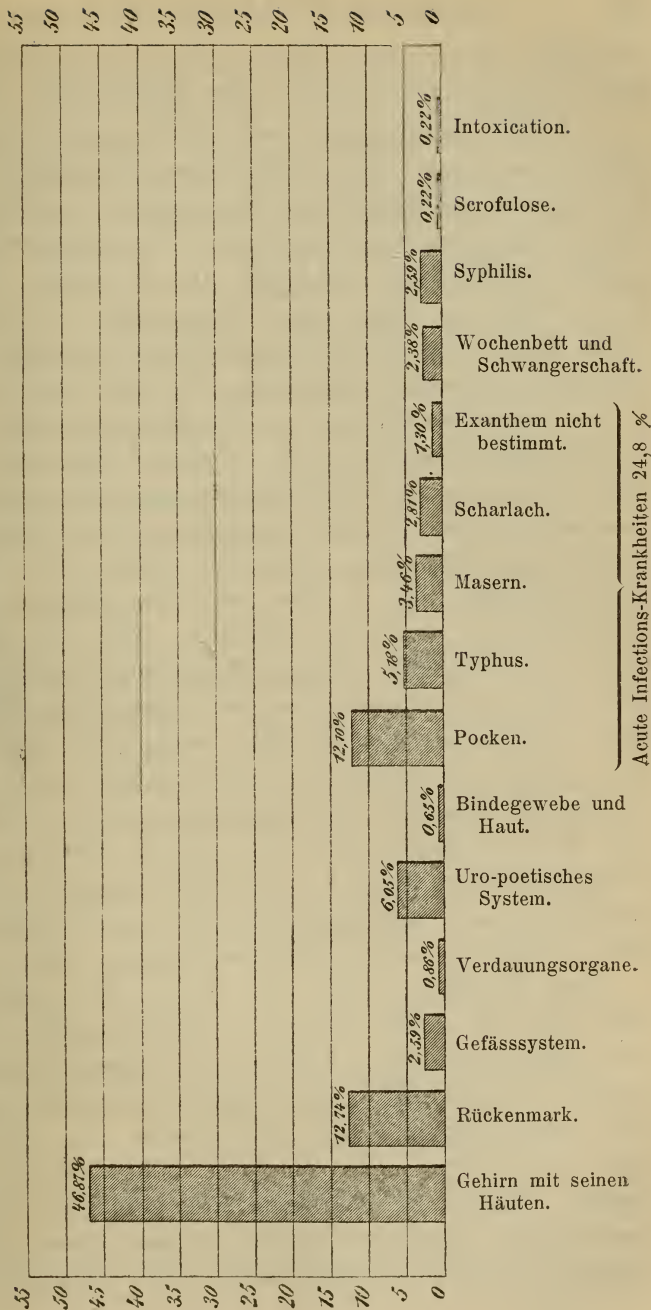 55 50 45 40 35 30 25 20 15 10 5 0
0,22% Intoxication.
0,22% Scrofulose.
2,59% Syphilis.
2,38% Wochenbett und
Schwangerschaft.
1,30% Exanthem nicht
bestimmt.
2,81% Scharlach.
3,46% Masern.
5,18% Typhus.
12,10% Pocken.
Acute Infections-Krankheiten 24,8 %
0,65% Bindegewebe und
Haut.
6,05% Uro-poetisches
System.
0,86% Verdauungsorgane.
2,59% Gefässsystem.
12,74% Rückenmark.
46,87% Gehirn mit seinen
Häuten.
55 50 45 40 35 30 25 20 15 10 5 0